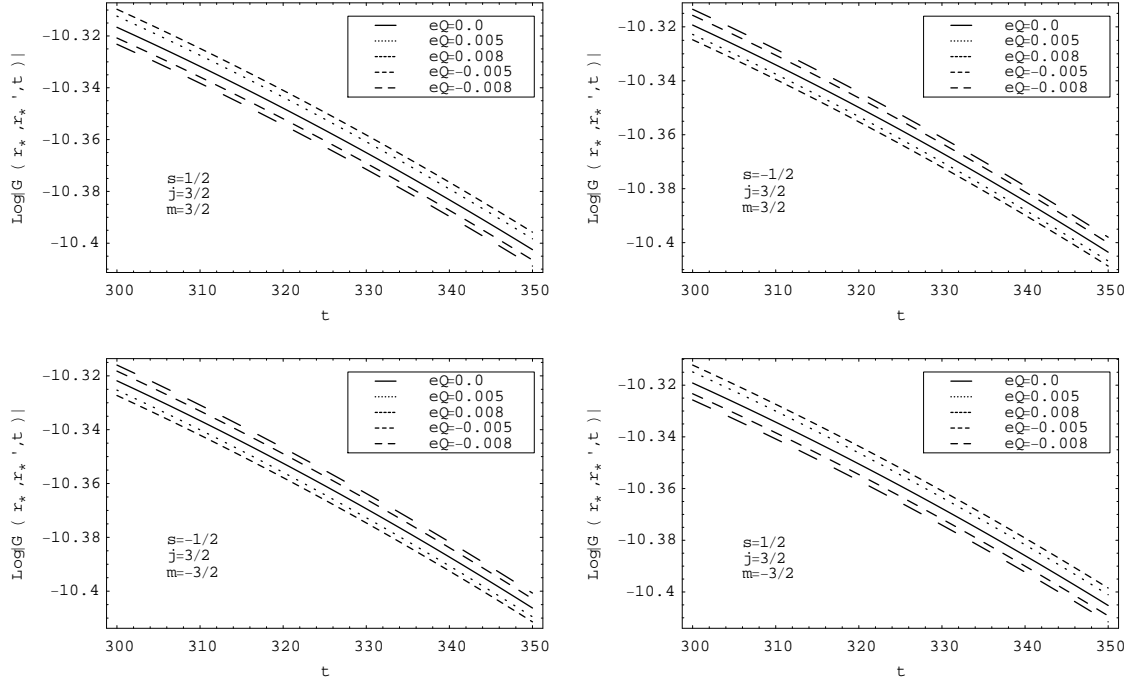 Log|G ( r* ,r* ',t )|
-10.32
-10.34
-10.36
-10.38
-10.4
eQ=0.0
eQ=0.005
eQ=0.008
eQ=-0.005
eQ=-0.008
s=1/2
j=3/2
m=3/2
300 310 320 330 340 350
t
Log|G ( r* ,r* ',t )|
-10.32
-10.34
-10.36
-10.38
-10.4
eQ=0.0
eQ=0.005
eQ=0.008
eQ=-0.005
eQ=-0.008
s=-1/2
j=3/2
m=3/2
300 310 320 330 340 350
t
Log|G ( r* ,r* ',t )|
-10.32
-10.34
-10.36
-10.38
-10.4
eQ=0.0
eQ=0.005
eQ=0.008
eQ=-0.005
eQ=-0.008
s=-1/2
j=3/2
m=-3/2
300 310 320 330 340 350
t
Log|G ( r* ,r* ',t )|
-10.32
-10.34
-10.36
-10.38
-10.4
eQ=0.0
eQ=0.005
eQ=0.008
eQ=-0.005
eQ=-0.008
s=1/2
j=3/2
m=-3/2
300 310 320 330 340 350
t